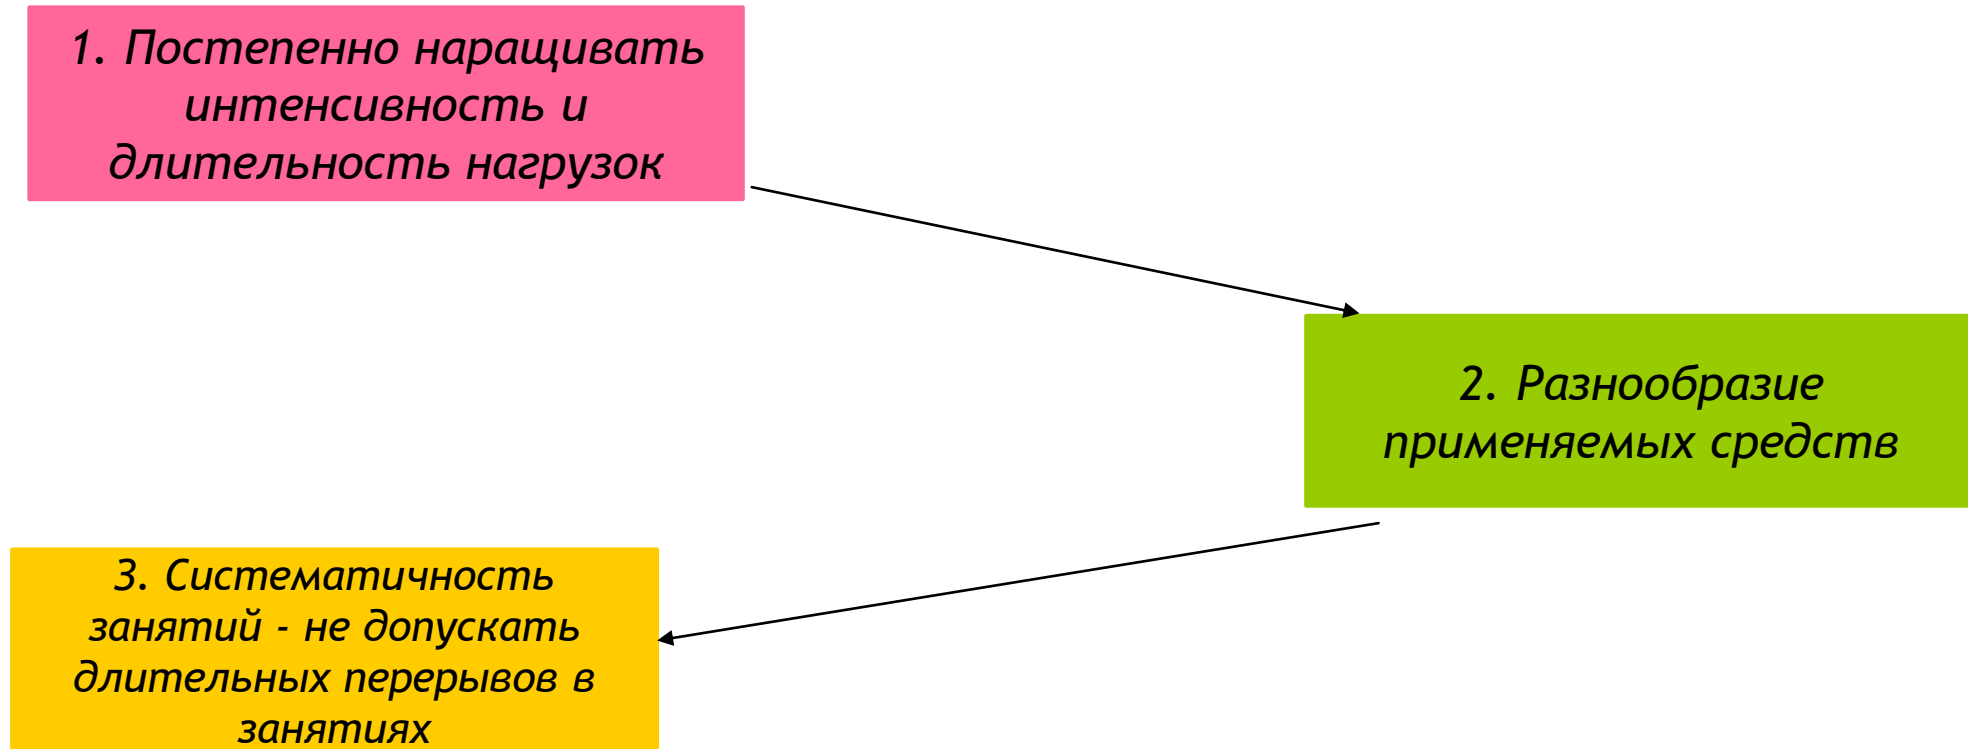 1. Постепенно наращивать
интенсивность и
длительность нагрузок
2. Разнообразие
применяемых средств
3. Систематичность
занятий - не допускать
длительных перерывов в
занятиях